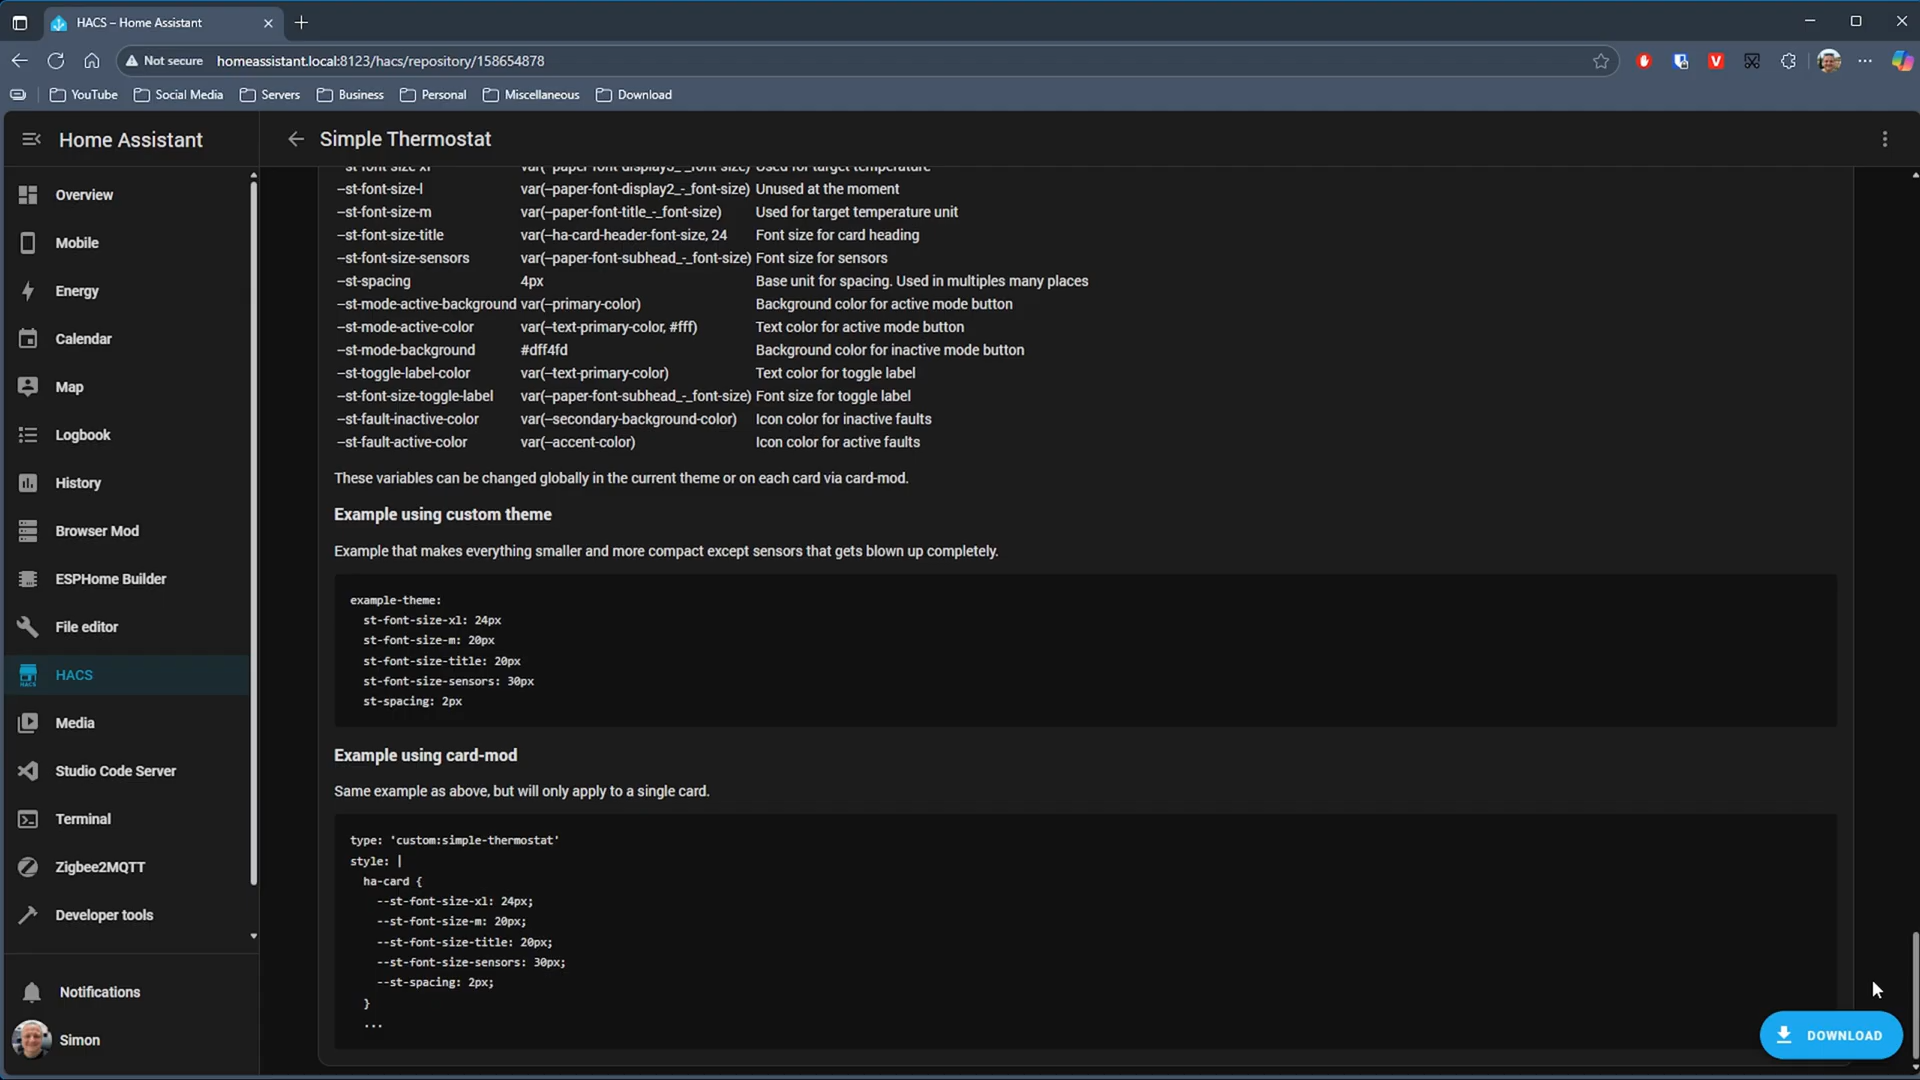 HACS – Home Assistant
Not secure
homeassistant.local:8123/hacs/repository/158654878
YouTube
Social Media
Servers
Business
Personal
Miscellaneous
Download
Home Assistant
Overview
Mobile
Energy
Calendar
Map
Logbook
History
Browser Mod
ESPHome Builder
File editor
HACS
Media
Studio Code Server
Terminal
Zigbee2MQTT
Developer tools
Notifications
Simon
Simple Thermostat
–st-font-size-xl var(–paper-font-display3_-_font-size) Used for target temperature
–st-font-size-l var(–paper-font-display2_-_font-size) Unused at the moment
–st-font-size-m var(–paper-font-title_-_font-size) Used for target temperature unit
–st-font-size-title var(–ha-card-header-font-size, 24 Font size for card heading
–st-font-size-sensors var(–paper-font-subhead_-_font-size) Font size for sensors
–st-spacing 4px Base unit for spacing. Used in multiples many places
–st-mode-active-background var(–primary-color) Background color for active mode button
–st-mode-active-color var(–text-primary-color, #fff) Text color for active mode button
–st-mode-background #dff4fd Background color for inactive mode button
–st-toggle-label-color var(–text-primary-color) Text color for toggle label
–st-font-size-toggle-label var(–paper-font-subhead_-_font-size) Font size for toggle label
–st-fault-inactive-color var(–secondary-background-color) Icon color for inactive faults
–st-fault-active-color var(–accent-color) Icon color for active faults
These variables can be changed globally in the current theme or on each card via card-mod.
Example using custom theme
Example that makes everything smaller and more compact except sensors that gets blown up completely.
example-theme:
st-font-size-xl: 24px
st-font-size-m: 20px
st-font-size-title: 20px
st-font-size-sensors: 30px
st-spacing: 2px
Example using card-mod
Same example as above, but will only apply to a single card.
type: 'custom:simple-thermostat'
style: |
ha-card {
--st-font-size-xl: 24px;
--st-font-size-m: 20px;
--st-font-size-title: 20px;
--st-font-size-sensors: 30px;
--st-spacing: 2px;
}
...
DOWNLOAD